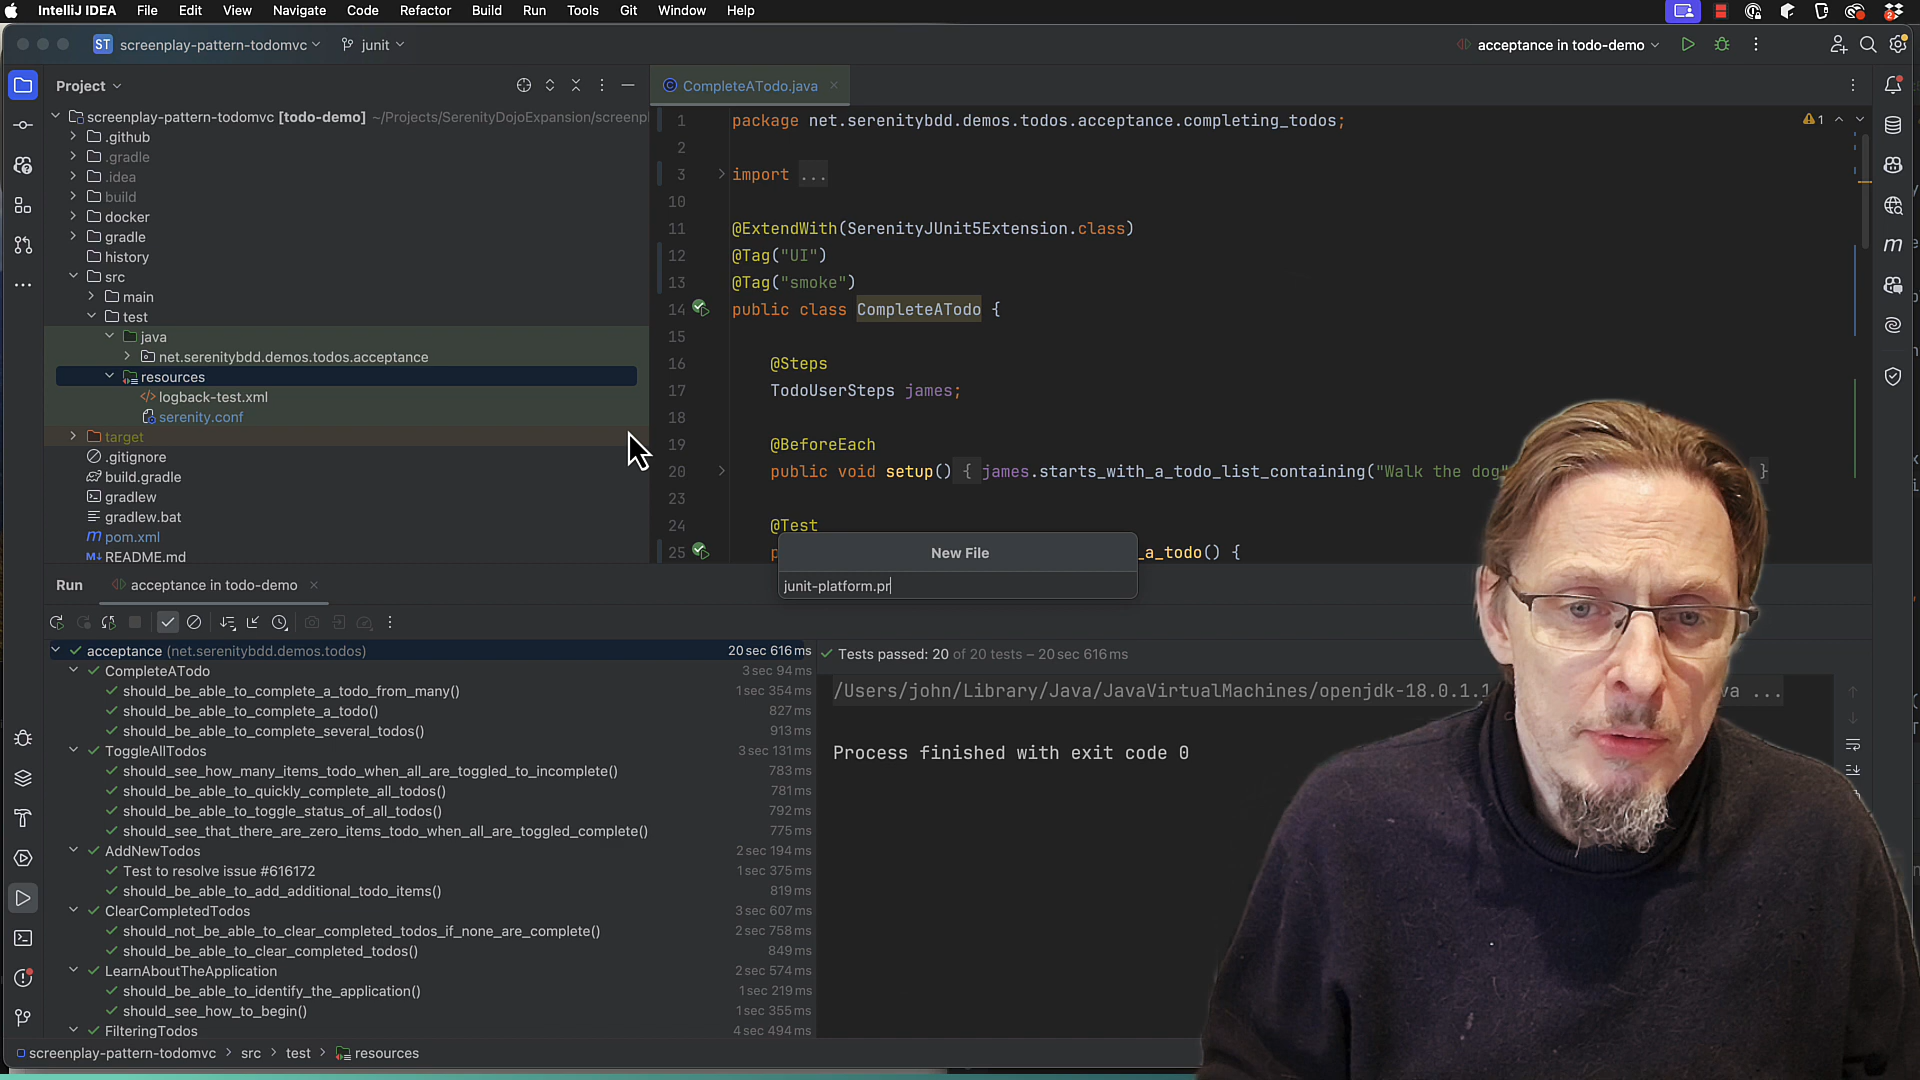 IntelliJ IDEA File Edit View Navigate Code Refactor Build Run Tools Git Window Help
ST screenplay-pattern-todomvc junit acceptance in todo-demo
Project
CompleteATodo.java
screenplay-pattern-todomvc [todo-demo] ~/Projects/SerenityDojoExpansion/screenpl
.github
.gradle
.idea
build
docker
gradle
history
src
main
test
java
net.serenitybdd.demos.todos.acceptance
resources
logback-test.xml
serenity.conf
target
.gitignore
build.gradle
gradlew
gradlew.bat
pom.xml
README.md
1 package net.serenitybdd.demos.todos.acceptance.completing_todos;
1
2
3 import ...
10
11 @ExtendWith(SerenityJUnit5Extension.class)
12 @Tag("UI")
13 @Tag("smoke")
14 public class CompleteATodo {
15
16 @Steps
17 TodoUserSteps james;
18
19 @BeforeEach
20 public void setup() { james.starts_with_a_todo_list_containing("Walk the dog" }
23
24 @Test
25 p _a_todo() {
New File
junit-platform.pr
Run acceptance in todo-demo
acceptance (net.serenitybdd.demos.todos) 20 sec 616 ms
CompleteATodo 3 sec 94 ms
should_be_able_to_complete_a_todo_from_many() 1 sec 354 ms
should_be_able_to_complete_a_todo() 827 ms
should_be_able_to_complete_several_todos() 913 ms
ToggleAllTodos 3 sec 131 ms
should_see_how_many_items_todo_when_all_are_toggled_to_incomplete() 783 ms
should_be_able_to_quickly_complete_all_todos() 781 ms
should_be_able_to_toggle_status_of_all_todos() 792 ms
should_see_that_there_are_zero_items_todo_when_all_are_toggled_complete() 775 ms
AddNewTodos 2 sec 194 ms
Test to resolve issue #616172 1 sec 375 ms
should_be_able_to_add_additional_todo_items() 819 ms
ClearCompletedTodos 3 sec 607 ms
should_not_be_able_to_clear_completed_todos_if_none_are_complete() 2 sec 758 ms
should_be_able_to_clear_completed_todos() 849 ms
LearnAboutTheApplication 2 sec 574 ms
should_be_able_to_identify_the_application() 1 sec 219 ms
should_see_how_to_begin() 1 sec 355 ms
FilteringTodos 4 sec 494 ms
Tests passed: 20 of 20 tests – 20 sec 616 ms
/Users/john/Library/Java/JavaVirtualMachines/openjdk-18.0.1.1 va ...
Process finished with exit code 0
screenplay-pattern-todomvc > src > test > resources